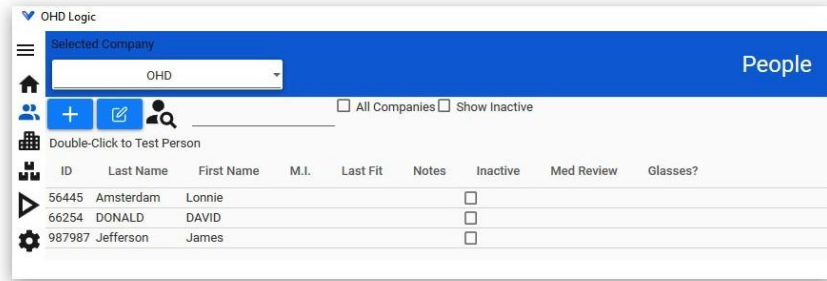 OHD Logic
Selected Company
OHD
People
All Companies Show Inactive
Double-Click to Test Person
ID Last Name First Name M.I. Last Fit Notes Inactive Med Review Glasses?
56445 Amsterdam Lonnie
66254 DONALD DAVID
987987 Jefferson James